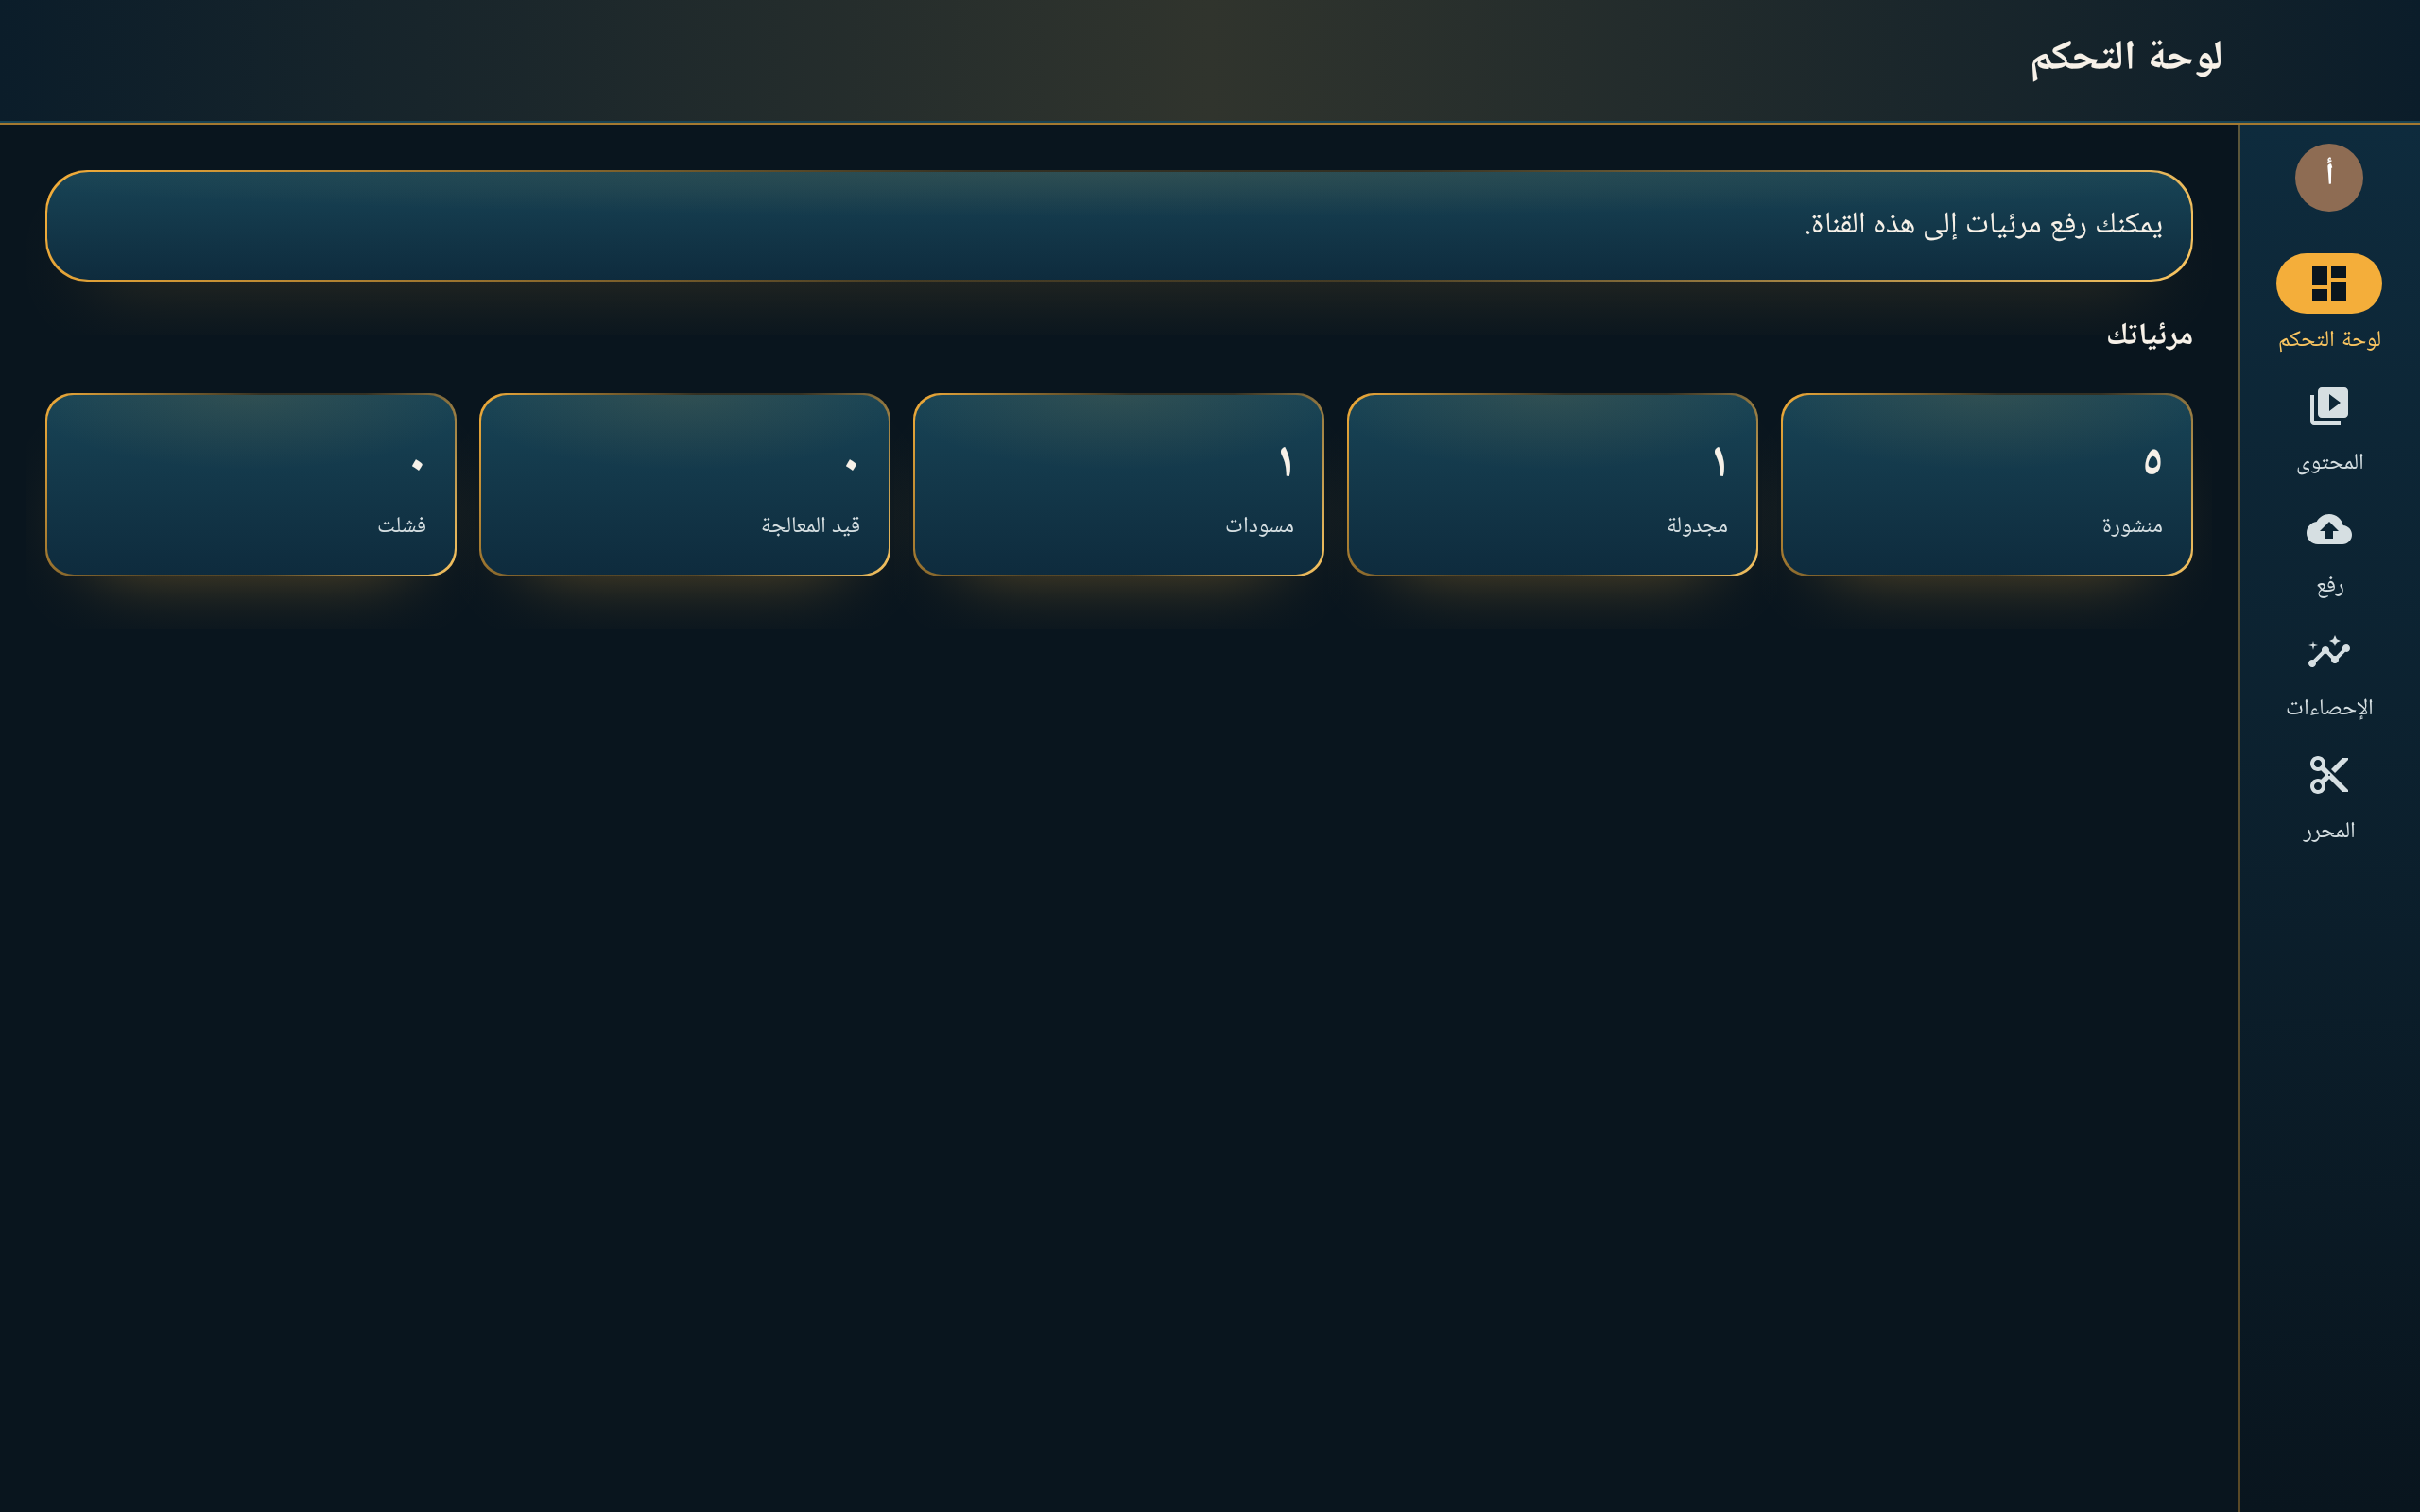 لوحة التحكم
أ
لوحة التحكم
المحتوى
رفع
الإحصاءات
المحرر
يمكنك رفع مرئيات إلى هذه القناة.
مرئياتك
٥
منشورة
١
مجدولة
١
مسودات
٠
قيد المعالجة
٠
فشلت